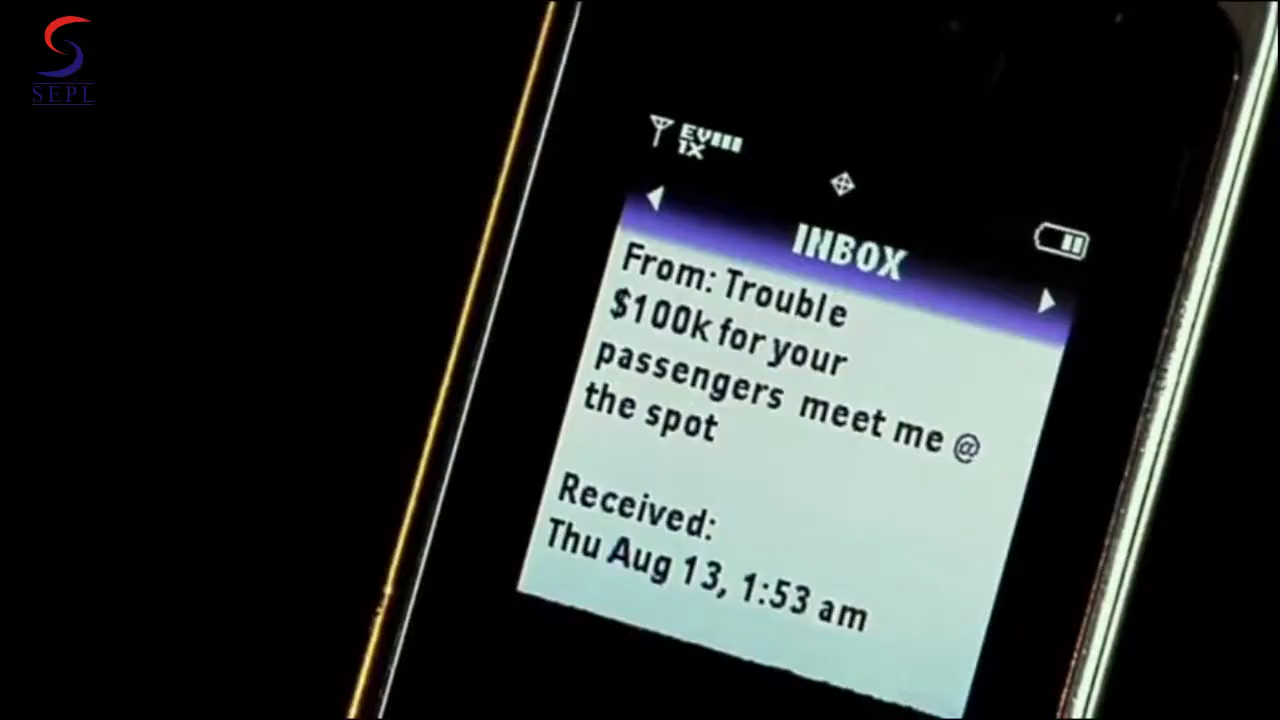 SEPL
EV
1X
INBOX
From: Trouble
$100k for your
passengers meet me @
the spot
Received:
Thu Aug 13, 1:53 am